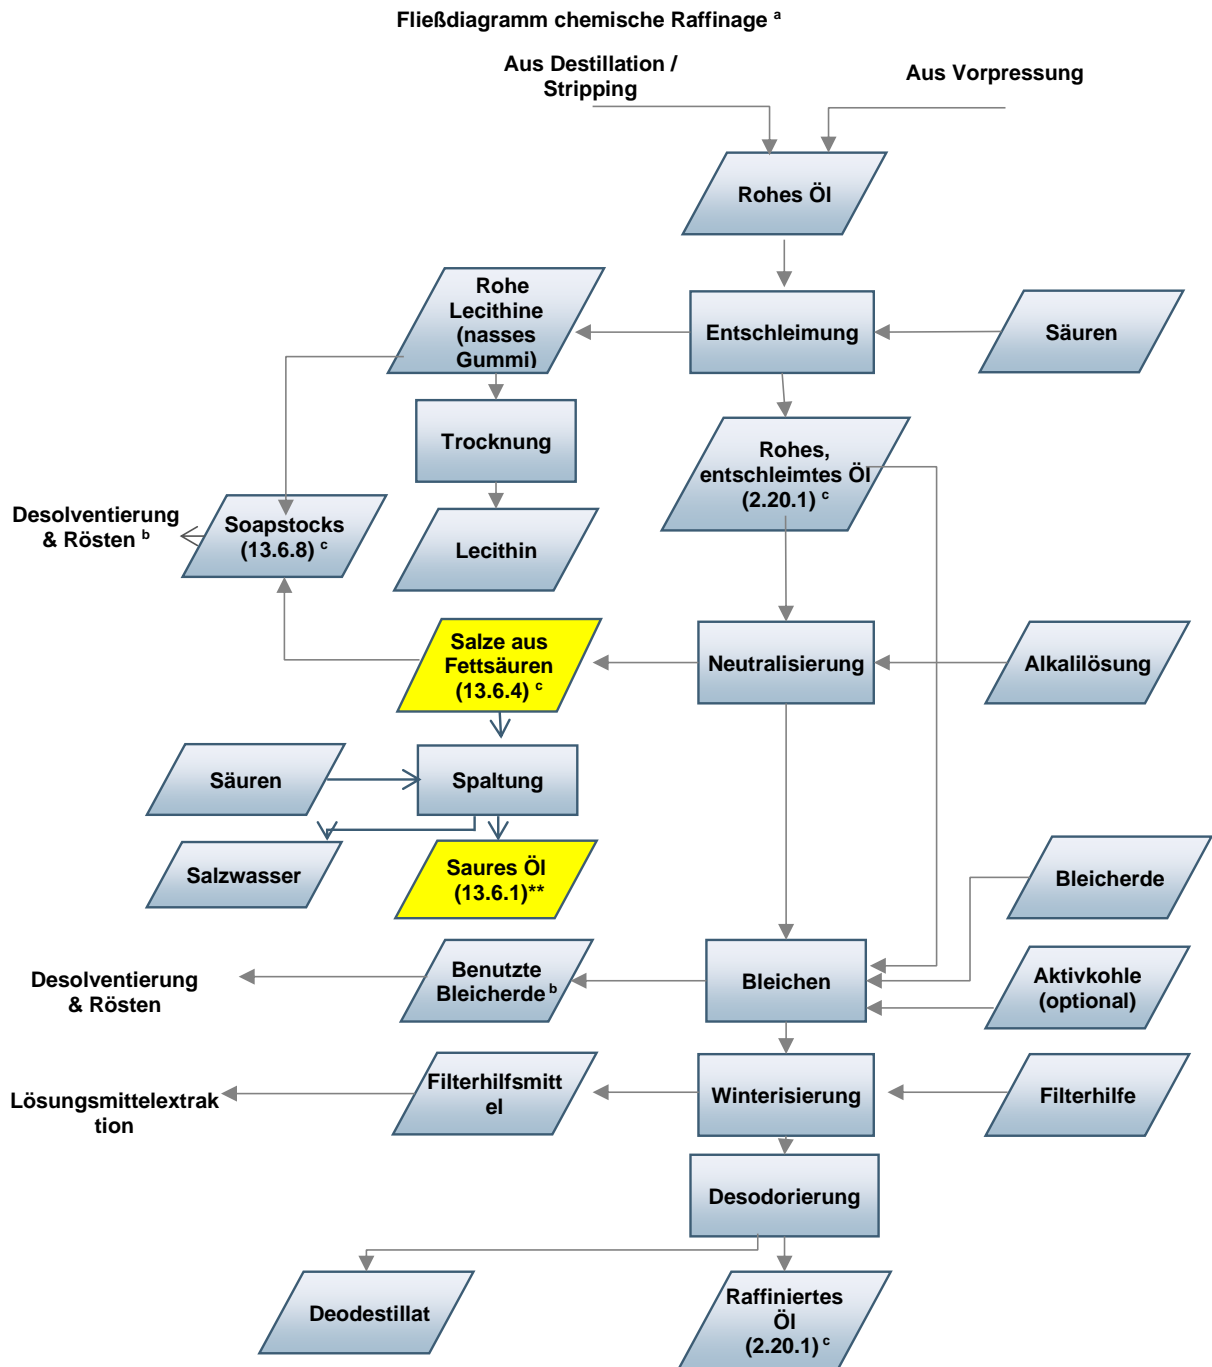 Fließdiagramm chemische Raffinage a
Aus Destillation /
Stripping
Aus Vorpressung
Rohes Öl
Rohe
Lecithine
(nasses
Gummi)
Entschleimung
Säuren
Trocknung
Rohes,
entschleimtes Öl
(2.20.1) c
Desolventierung
& Rösten b
Soapstocks
(13.6.8) c
Lecithin
Salze aus
Fettsäuren
(13.6.4) c
Neutralisierung
Alkalilösung
Säuren
Spaltung
Salzwasser
Saures Öl
(13.6.1)**
Bleicherde
Desolventierung
& Rösten
Benutzte
Bleicherde b
Bleichen
Aktivkohle
(optional)
Lösungsmittelextrak
tion
Filterhilfsmitt
el
Winterisierung
Filterhilfe
Desodorierung
Deodestillat
Raffiniertes
Öl
(2.20.1) c